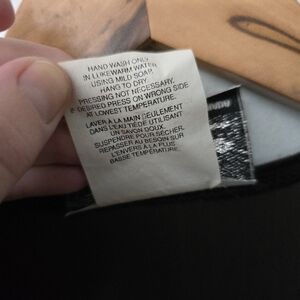 HAND WASH ONLY
IN LUKEWARM WATER
USING MILD SOAP.
HANG TO DRY.
PRESSING NOT NECESSARY.
IF DESIRED PRESS ON WRONG SIDE
AT LOWEST TEMPERATURE.
LAVER À LA MAIN SEULEMENT
DANS L'EAU TIÈDE UTILISANT
UN SAVON DOUX.
SUSPENDRE POUR SÉCHER.
REPASSER AU BESOIN SUR
L'ENVERS À LA PLUS
BASSE TEMPÉRATURE.